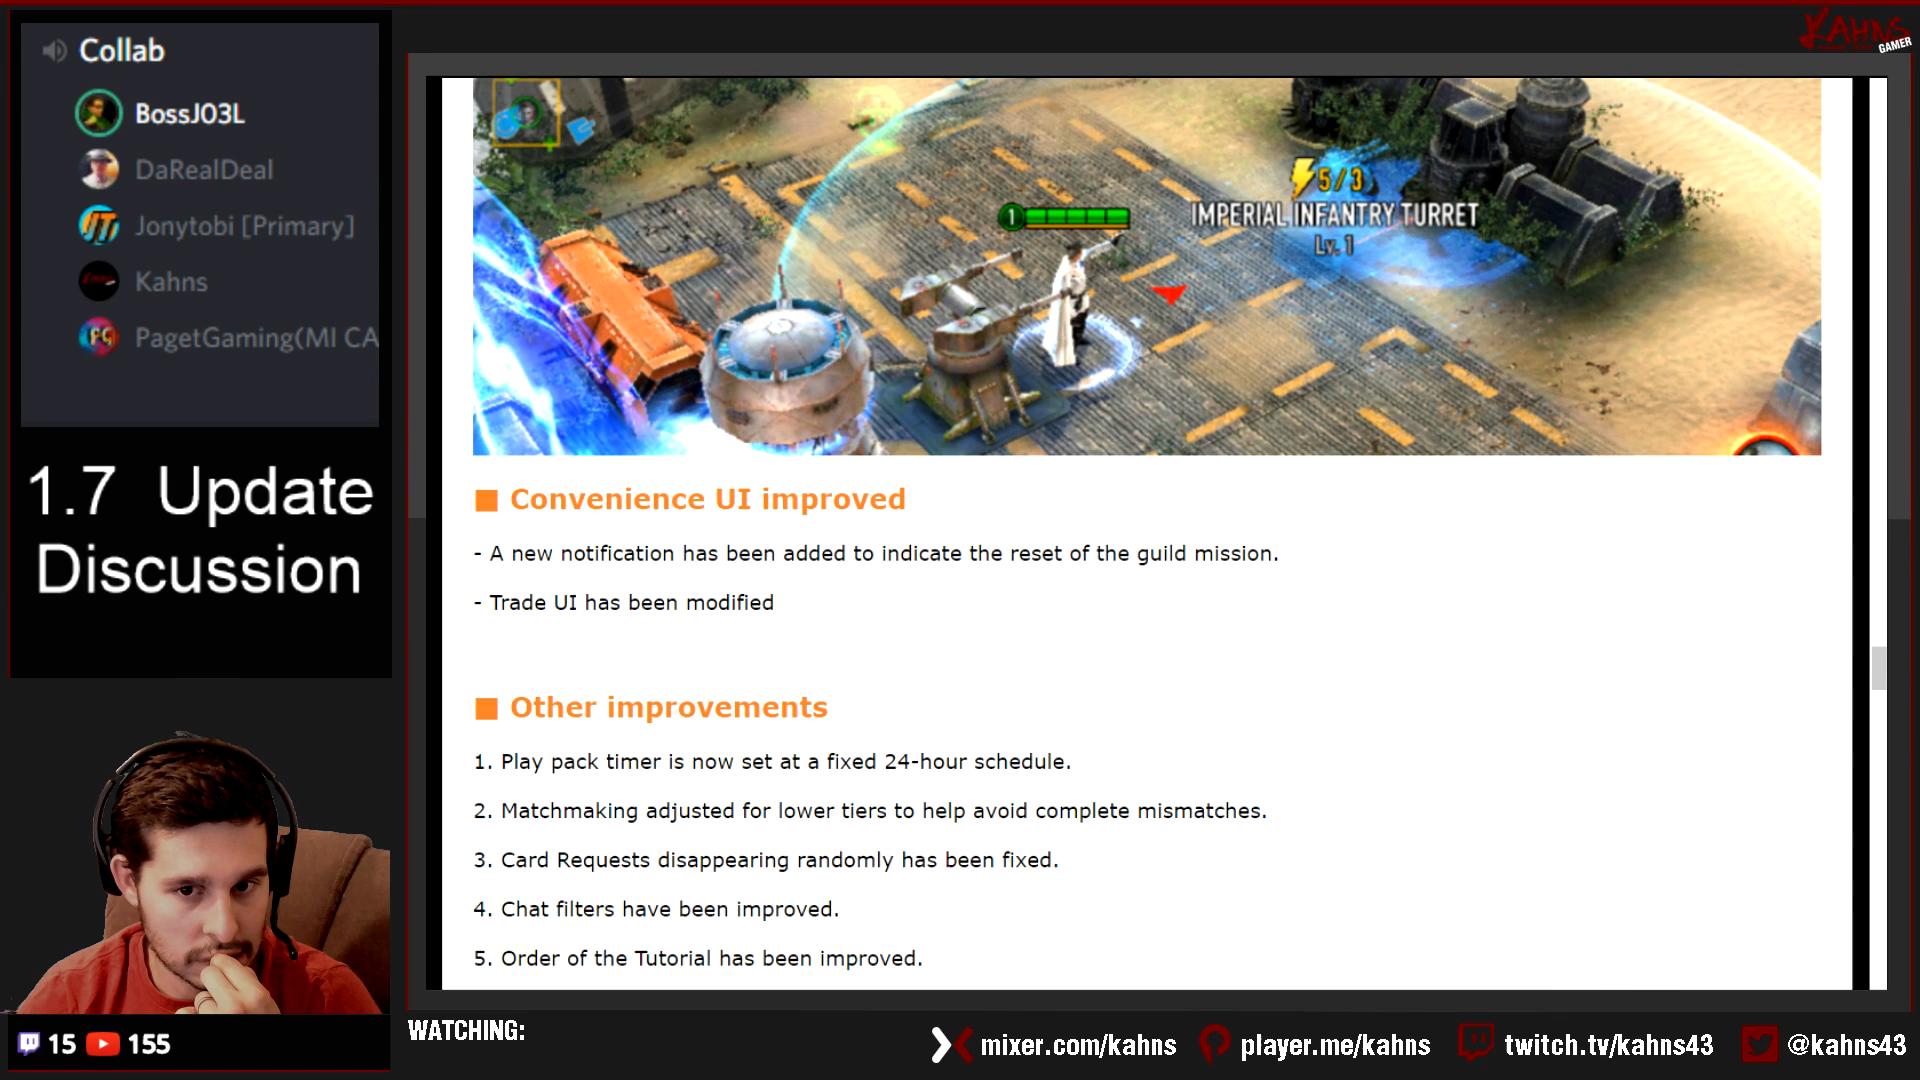 Collab
BossJO3L
DaRealDeal
Jonytobi [Primary]
Kahns
PagetGaming(MI CA
1.7 Update
Discussion
15 155
KAHNS
GAMER
5/3
1
IMPERIAL INFANTRY TURRET
Lv. 1
■ Convenience UI improved
- A new notification has been added to indicate the reset of the guild mission.
- Trade UI has been modified
■ Other improvements
1. Play pack timer is now set at a fixed 24-hour schedule.
2. Matchmaking adjusted for lower tiers to help avoid complete mismatches.
3. Card Requests disappearing randomly has been fixed.
4. Chat filters have been improved.
5. Order of the Tutorial has been improved.
WATCHING:
mixer.com/kahns player.me/kahns twitch.tv/kahns43 @kahns43